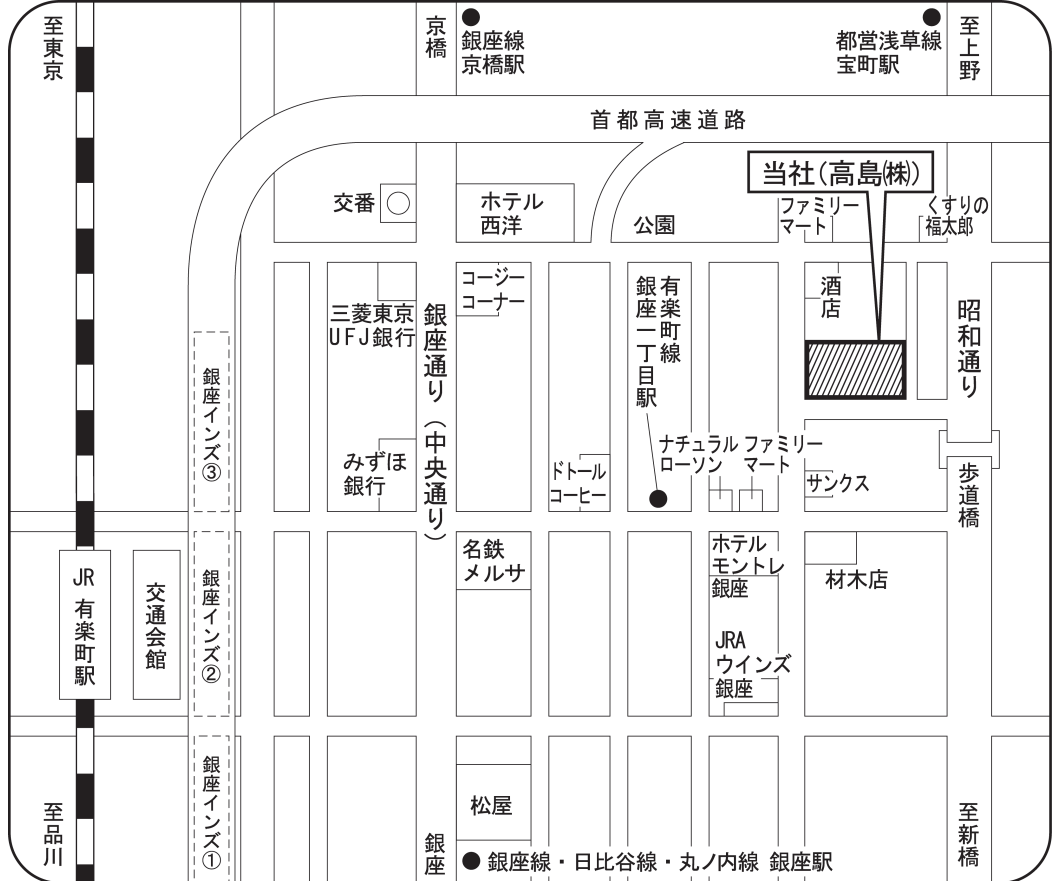 至東京
京橋
銀座線
京橋駅
都営浅草線
宝町駅
至上野
首都高速道路
当社(高島㈱)
交番
ホテル
西洋
公園
ファミリー
マート
くすりの
福太郎
コージー
コーナー
三菱東京
UFJ銀行
銀座通り(中央通り)
有楽町線
銀座一丁目駅
酒店
昭和通り
銀座インズ③
みずほ
銀行
ドトール
コーヒー
ナチュラル
ローソン
ファミリー
マート
サンクス
歩道橋
JR
有楽町駅
交通会館
銀座インズ②
名鉄
メルサ
ホテル
モントレ
銀座
材木店
JRA
ウインズ
銀座
銀座インズ①
松屋
至品川
銀座
銀座線・日比谷線・丸ノ内線 銀座駅
至新橋